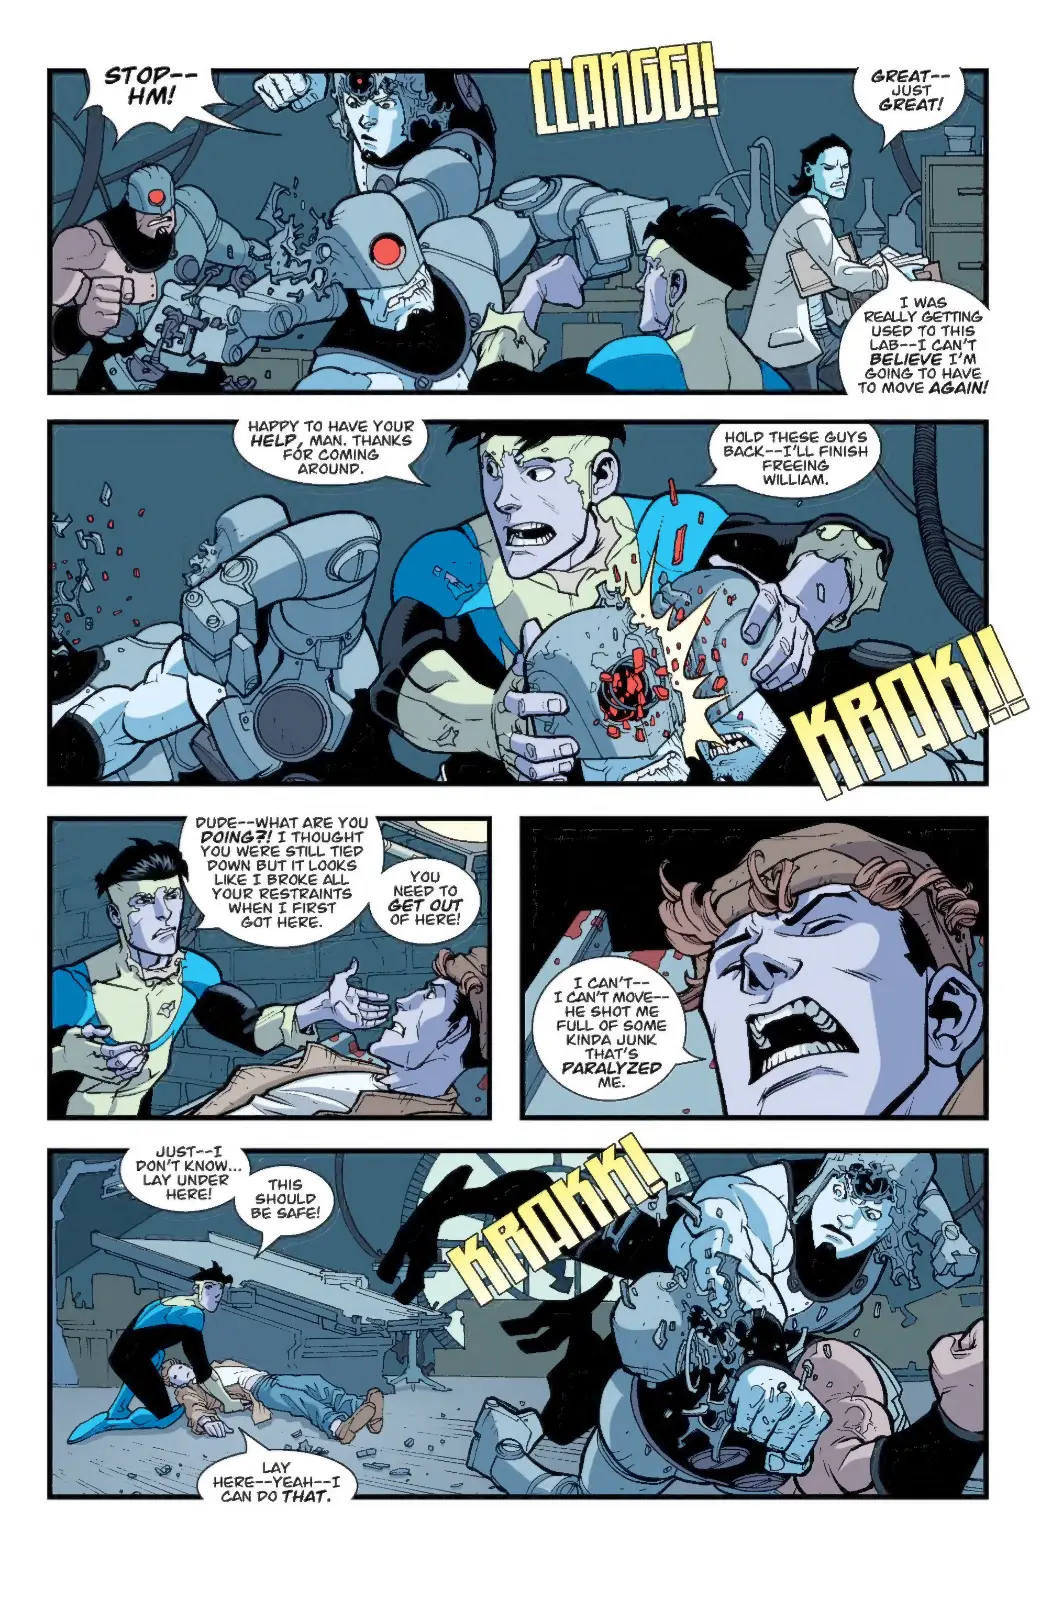 STOP--
HM!
CLANGG!!
GREAT--
JUST
GREAT!
I WAS
REALLY GETTING
USED TO THIS
LAB--I CAN'T
BELIEVE I'M
GOING TO HAVE
TO MOVE AGAIN!
HAPPY TO HAVE YOUR
HELP, MAN. THANKS
FOR COMING
AROUND.
HOLD THESE GUYS
BACK--I'LL FINISH
FREEING
WILLIAM.
KRAK!!
DUDE--WHAT ARE YOU
DOING?! I THOUGHT
YOU WERE STILL TIED
DOWN BUT IT LOOKS
LIKE I BROKE ALL
YOUR RESTRAINTS
WHEN I FIRST
GOT HERE.
YOU
NEED TO
GET OUT
OF HERE!
I CAN'T--
I CAN'T MOVE--
HE SHOT ME
FULL OF SOME
KINDA JUNK
THAT'S
PARALYZED
ME.
JUST--I
DON'T KNOW...
LAY UNDER
HERE!
THIS
SHOULD
BE SAFE!
KRAKK!
LAY
HERE--YEAH--I
CAN DO THAT.